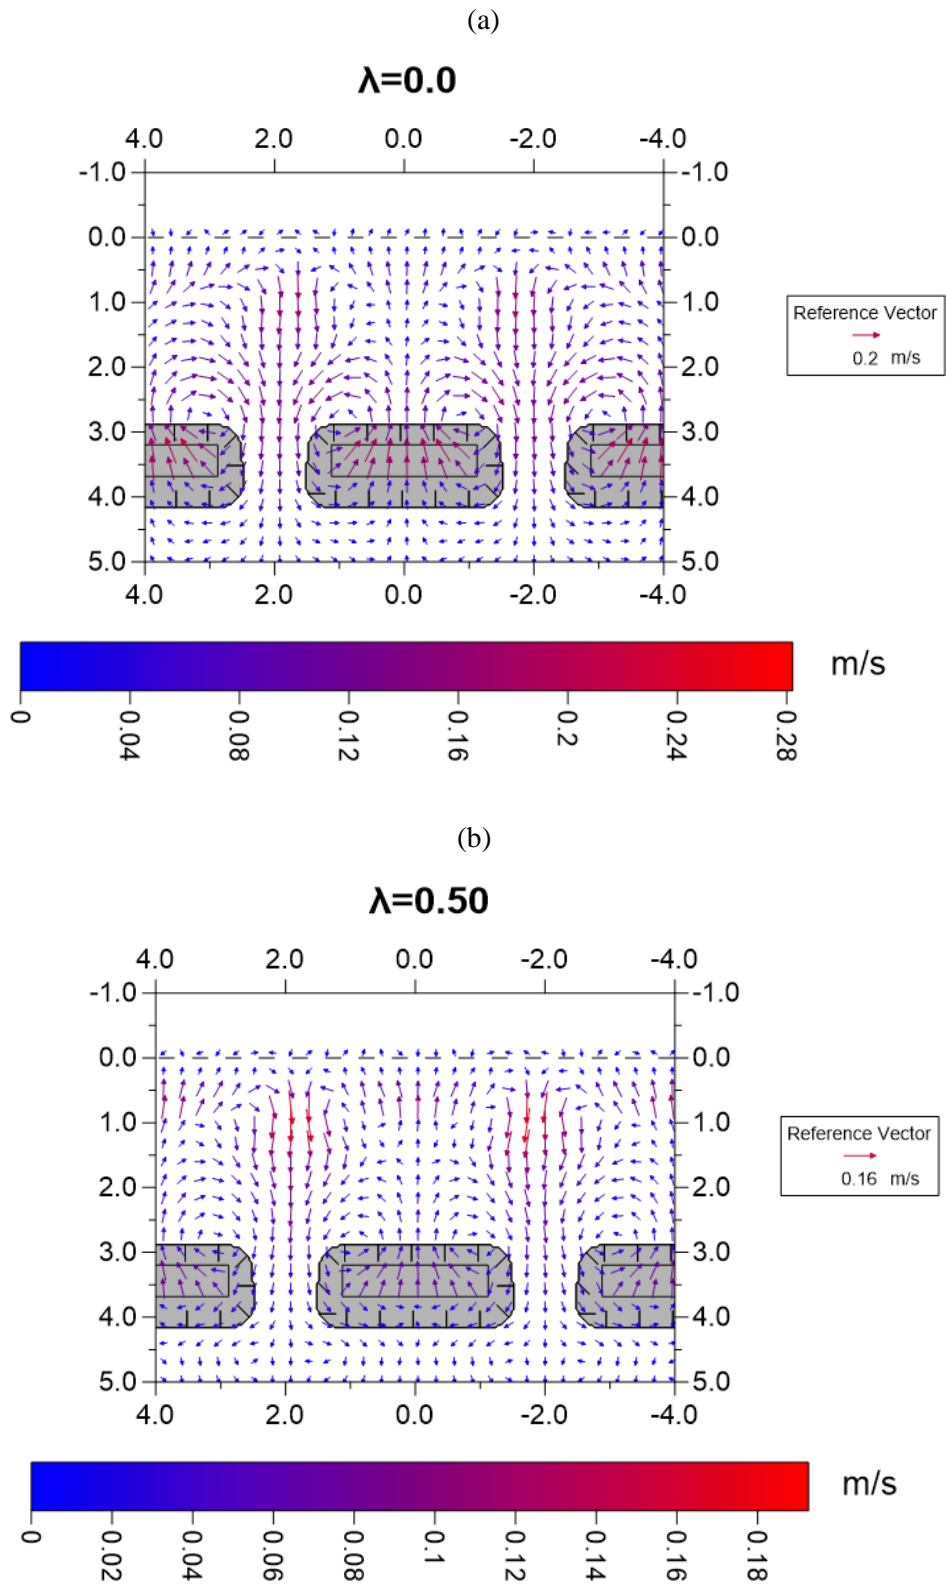 (a)
λ=0.0
4.0 2.0 0.0 -2.0 -4.0
-1.0 -1.0
0.0 0.0
1.0 1.0
2.0 2.0
3.0 3.0
4.0 4.0
5.0 5.0
4.0 2.0 0.0 -2.0 -4.0
Reference Vector
0.2 m/s
m/s
0 0.04 0.08 0.12 0.16 0.2 0.24 0.28
(b)
λ=0.50
4.0 2.0 0.0 -2.0 -4.0
-1.0 -1.0
0.0 0.0
1.0 1.0
2.0 2.0
3.0 3.0
4.0 4.0
5.0 5.0
4.0 2.0 0.0 -2.0 -4.0
Reference Vector
0.16 m/s
m/s
0 0.02 0.04 0.06 0.08 0.1 0.12 0.14 0.16 0.18